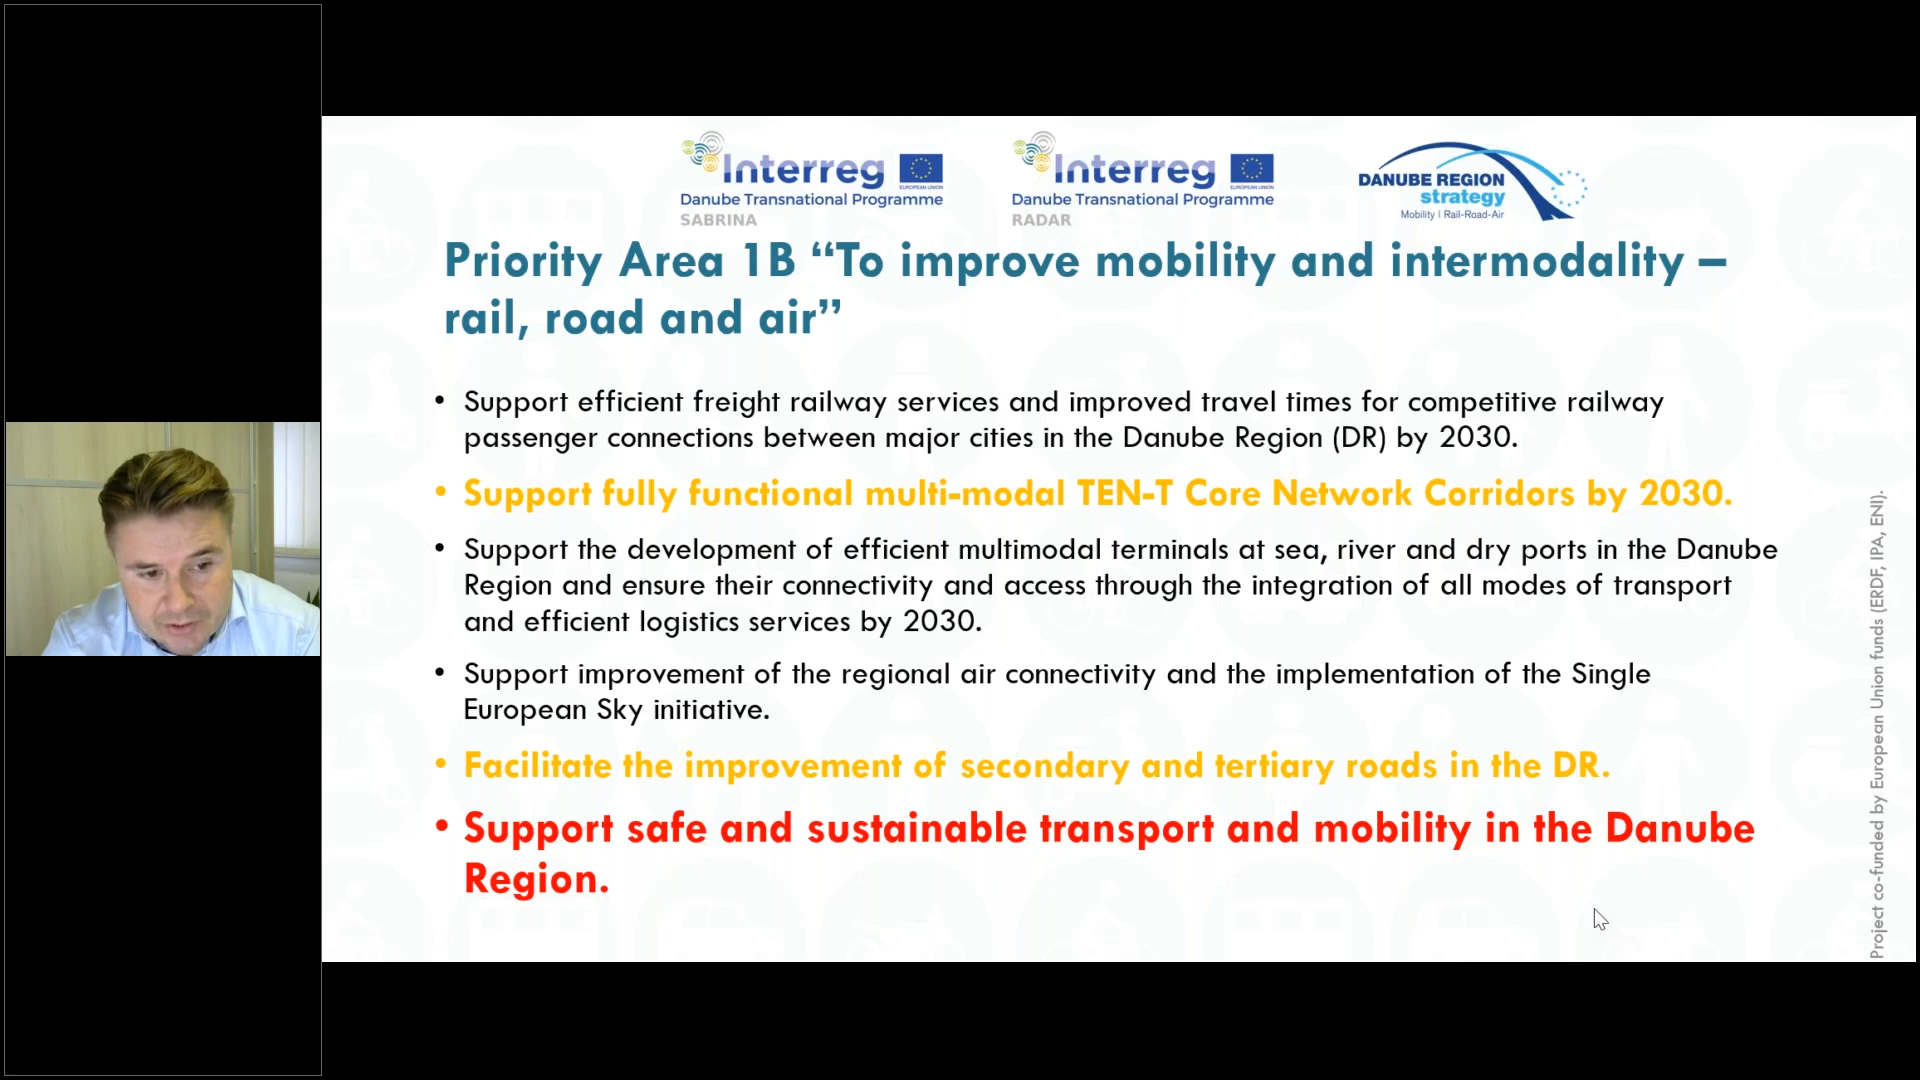 Interreg
EUROPEAN UNION
Danube Transnational Programme
SABRINA
Interreg
EUROPEAN UNION
Danube Transnational Programme
RADAR
DANUBE REGION
strategy
Mobility | Rail-Road-Air
Priority Area 1B “To improve mobility and intermodality –
rail, road and air”
• Support efficient freight railway services and improved travel times for competitive railway
passenger connections between major cities in the Danube Region (DR) by 2030.
• Support fully functional multi-modal TEN-T Core Network Corridors by 2030.
• Support the development of efficient multimodal terminals at sea, river and dry ports in the Danube
Region and ensure their connectivity and access through the integration of all modes of transport
and efficient logistics services by 2030.
• Support improvement of the regional air connectivity and the implementation of the Single
European Sky initiative.
• Facilitate the improvement of secondary and tertiary roads in the DR.
• Support safe and sustainable transport and mobility in the Danube
Region.
Project co-funded by European Union funds (ERDF, IPA, ENI).